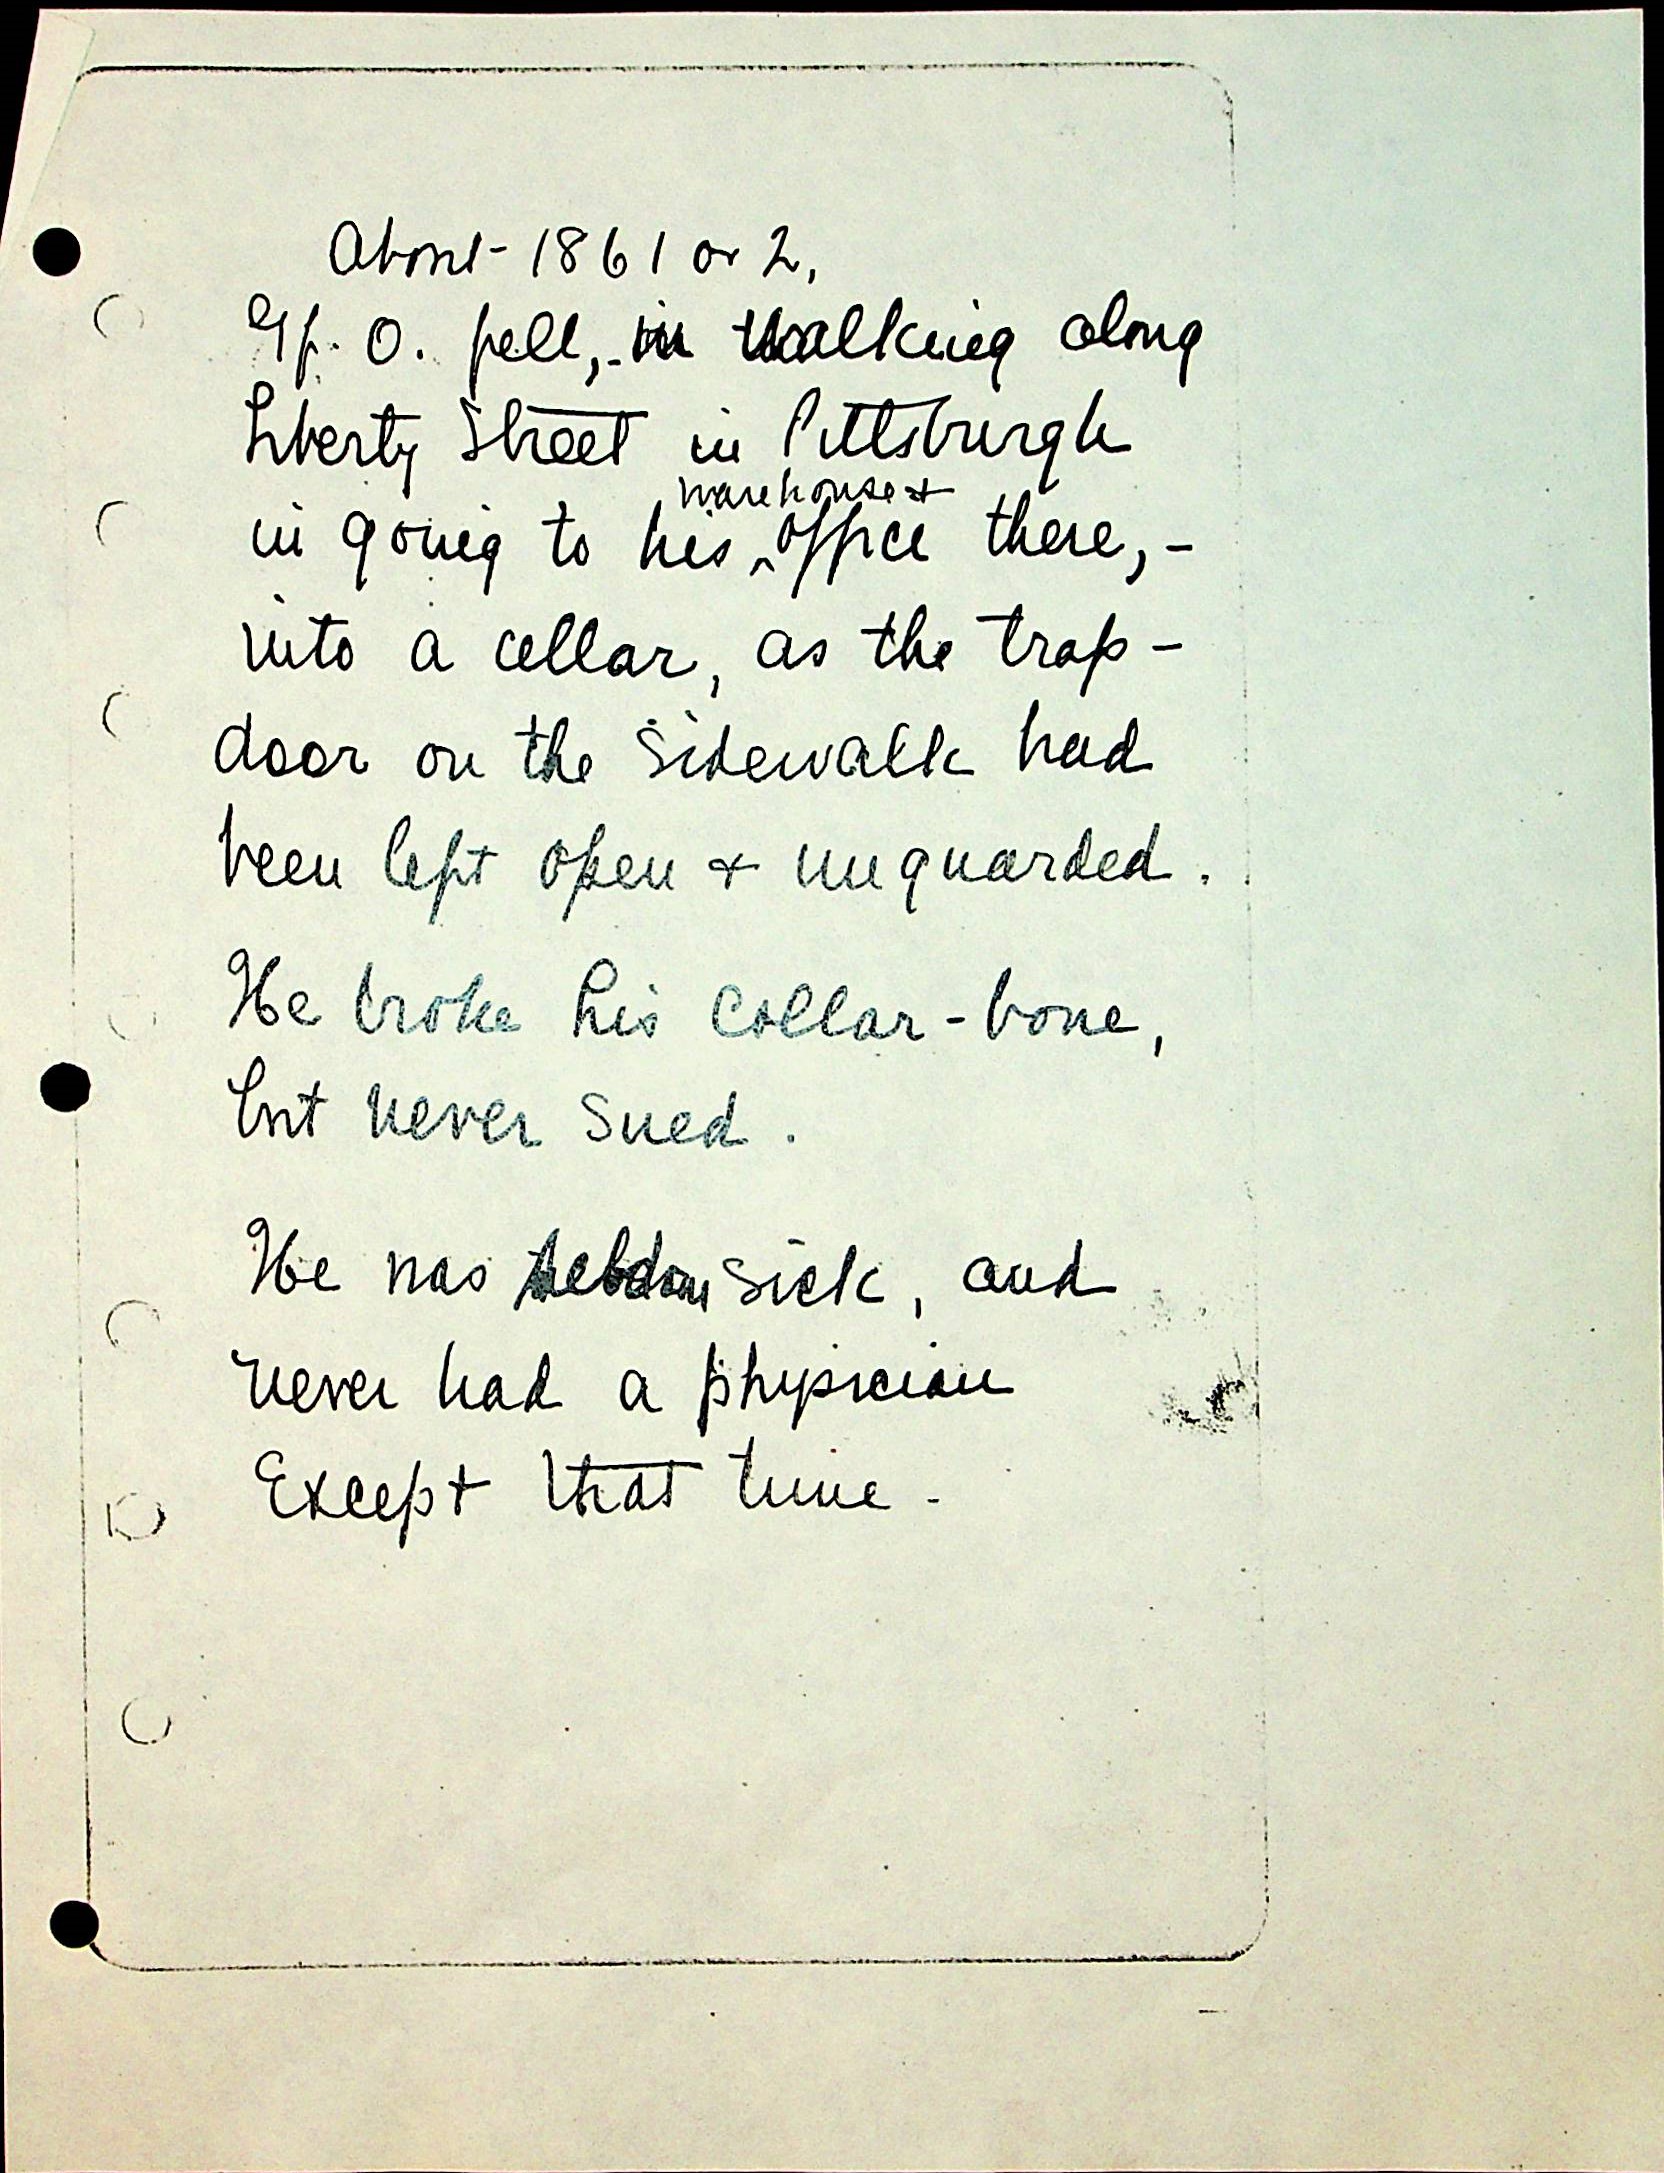 About 1861 or 2,
Gf. O. fell, - in walking along
Liberty Street in Pittsburgh
warehouse +
in going to his ^ office there, -
into a cellar, as the trap -
door on the sidewalk had
been left open + unguarded.
He broke his collar-bone,
but never sued.
He was seldom sick, and
never had a physician
Except that time.